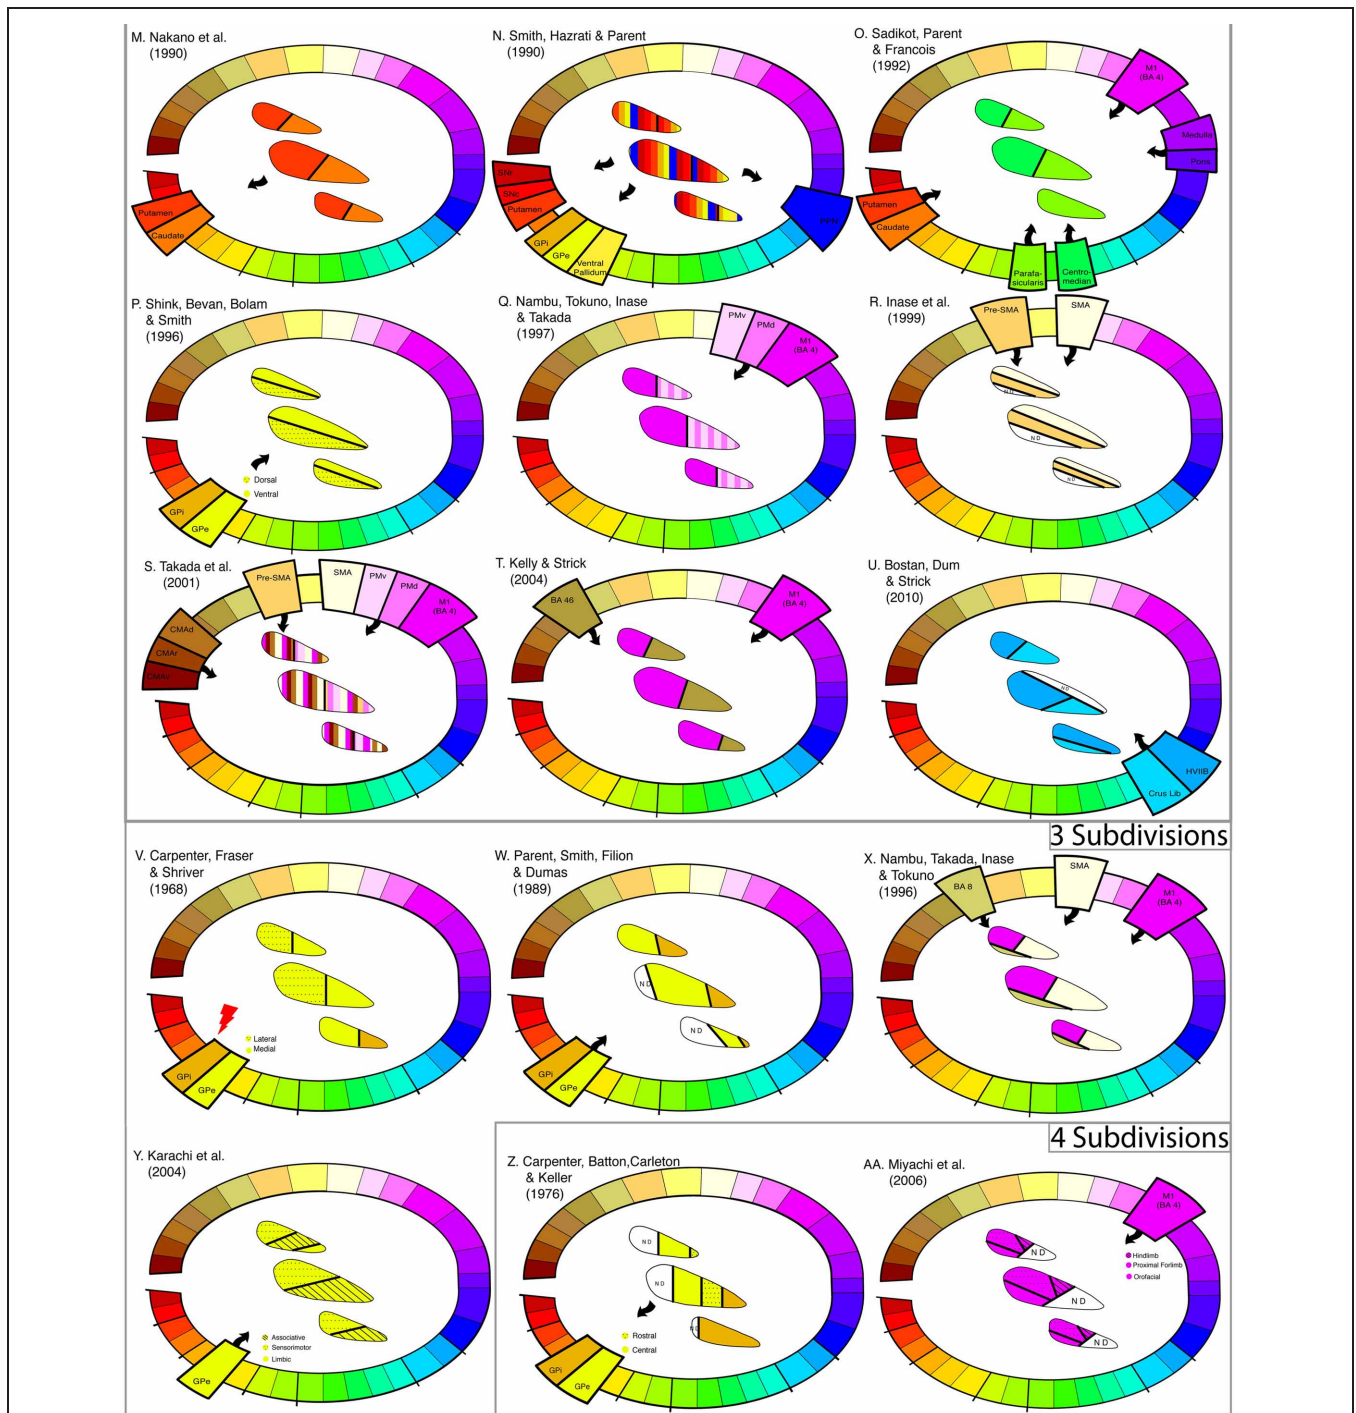 M. Nakano et al.
(1990)
Putamen
Caudate
N. Smith, Hazrati & Parent
(1990)
SNr
SNc
Putamen
GPi
GPe
Ventral
Pallidum
PPN
O. Sadikot, Parent
& Francois
(1992)
M1
(BA 4)
Medulla
Pons
Putamen
Caudate
Parafa-
sicularis
Centro-
median
P. Shink, Bevan, Bolam
& Smith
(1996)
Dorsal
Ventral
GPi
GPe
Q. Nambu, Tokuno, Inase
& Takada
(1997)
PMv
PMd
M1
(BA 4)
R. Inase et al.
(1999)
Pre-SMA
SMA
N D
N D
N D
S. Takada et al.
(2001)
Pre-SMA
SMA
PMv
PMd
M1
(BA 4)
CMAd
CMAr
CMAv
T. Kelly & Strick
(2004)
BA 46
M1
(BA 4)
U. Bostan, Dum
& Strick
(2010)
N D
HVIIB
Crus Lib
3 Subdivisions
V. Carpenter, Fraser
& Shriver
(1968)
Lateral
Medial
GPi
GPe
W. Parent, Smith, Filion
& Dumas
(1989)
N D
N D
GPi
GPe
X. Nambu, Takada, Inase
& Tokuno
(1996)
BA 8
SMA
M1
(BA 4)
4 Subdivisions
Y. Karachi et al.
(2004)
Associative
Sensorimotor
Limbic
GPe
Z. Carpenter, Batton,Carleton
& Keller
(1976)
N D
N D
N D
Rostral
Central
GPi
GPe
AA. Miyachi et al.
(2006)
M1
(BA 4)
N D
Hindlimb
Proximal Forlimb
Orofacial
N D
N D